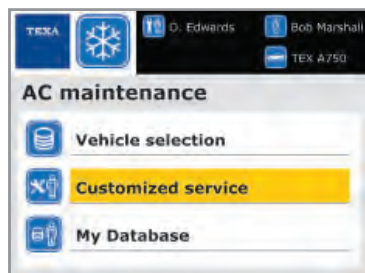 TEXA
O. Edwards
Bob Marshall
TEX A750
AC maintenance
Vehicle selection
Customized service
My Database